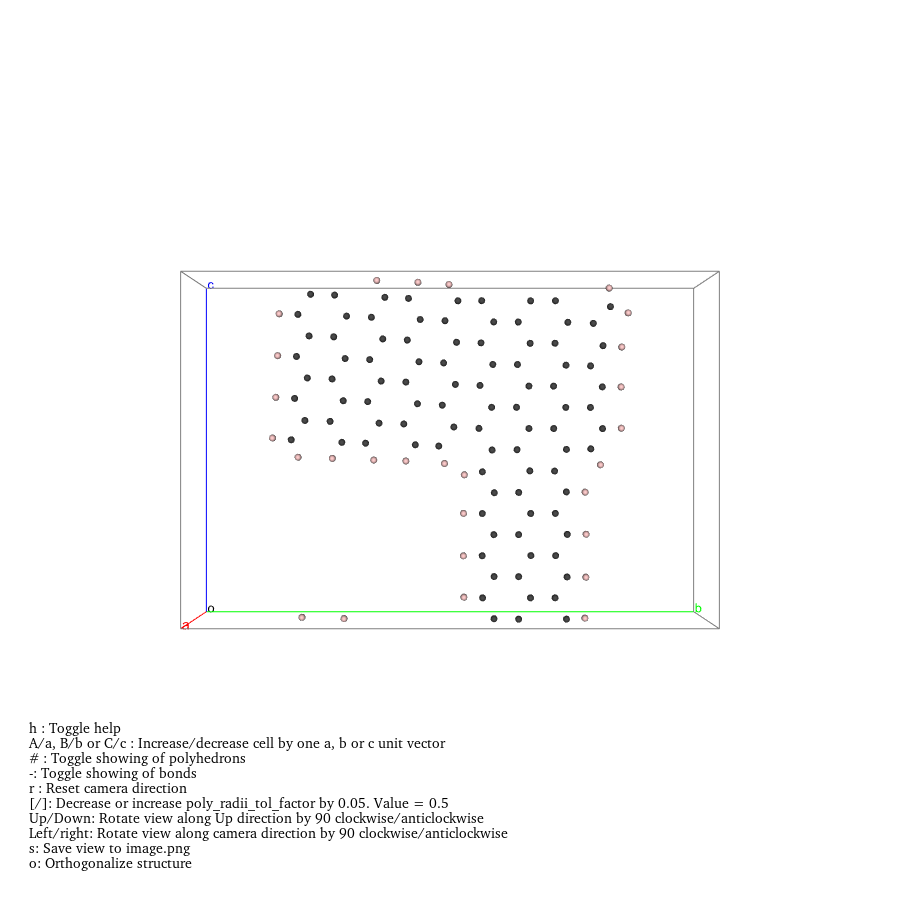 c
o
b
a
h : Toggle help
A/a, B/b or C/c : Increase/decrease cell by one a, b or c unit vector
# : Toggle showing of polyhedrons
-: Toggle showing of bonds
r : Reset camera direction
[/]: Decrease or increase poly_radii_tol_factor by 0.05. Value = 0.5
Up/Down: Rotate view along Up direction by 90 clockwise/anticlockwise
Left/right: Rotate view along camera direction by 90 clockwise/anticlockwise
s: Save view to image.png
o: Orthogonalize structure